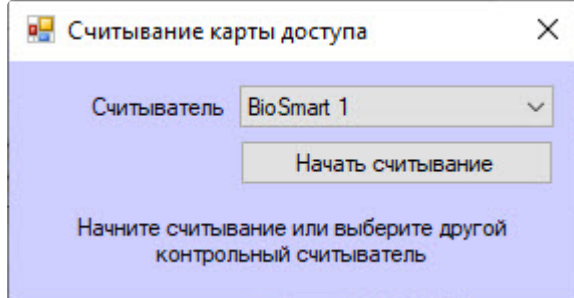 Считывание карты доступа
Считыватель BioSmart 1
Начать считывание
Начните считывание или выберите другой
контрольный считыватель